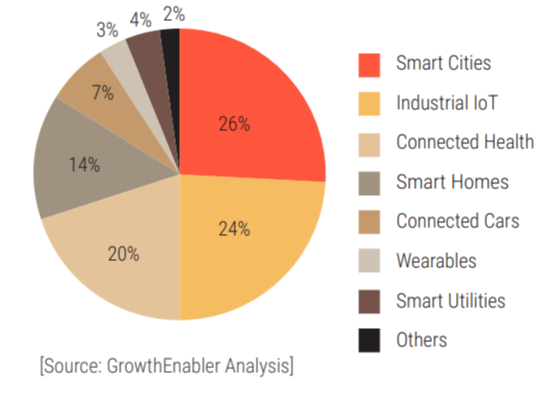 2%
4%
3%
7%
26%
14%
24%
20%
Smart Cities
Industrial IoT
Connected Health
Smart Homes
Connected Cars
Wearables
Smart Utilities
Others
[Source: GrowthEnabler Analysis]